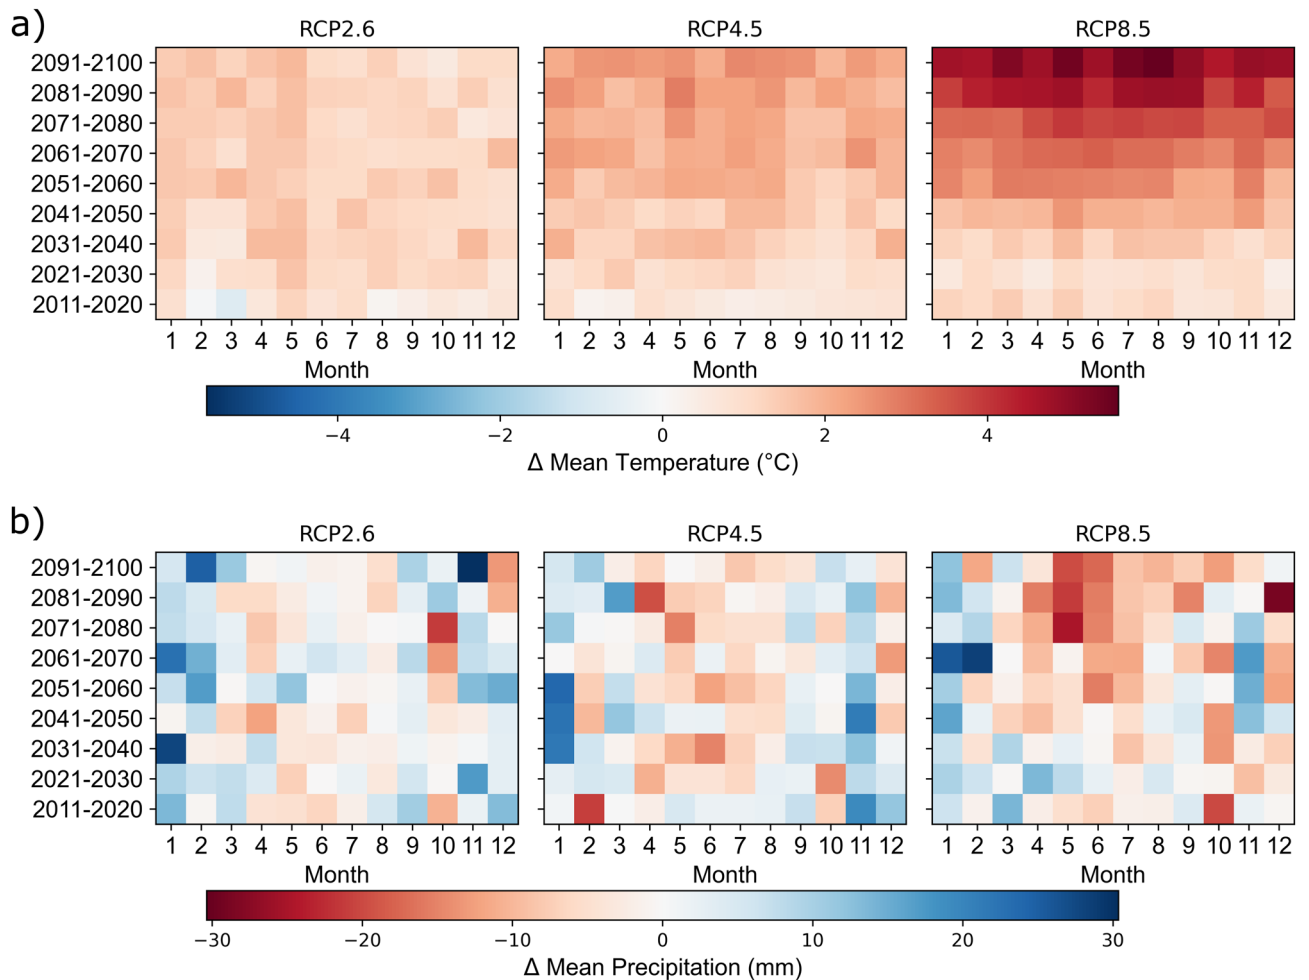 a)
RCP2.6 RCP4.5 RCP8.5
2091-2100
2081-2090
2071-2080
2061-2070
2051-2060
2041-2050
2031-2040
2021-2030
2011-2020
1 2 3 4 5 6 7 8 9 10 11 12 1 2 3 4 5 6 7 8 9 10 11 12 1 2 3 4 5 6 7 8 9 10 11 12
Month Month Month
−4 −2 0 2 4
Δ Mean Temperature (°C)
b)
RCP2.6 RCP4.5 RCP8.5
2091-2100
2081-2090
2071-2080
2061-2070
2051-2060
2041-2050
2031-2040
2021-2030
2011-2020
1 2 3 4 5 6 7 8 9 10 11 12 1 2 3 4 5 6 7 8 9 10 11 12 1 2 3 4 5 6 7 8 9 10 11 12
Month Month Month
−30 −20 −10 0 10 20 30
Δ Mean Precipitation (mm)